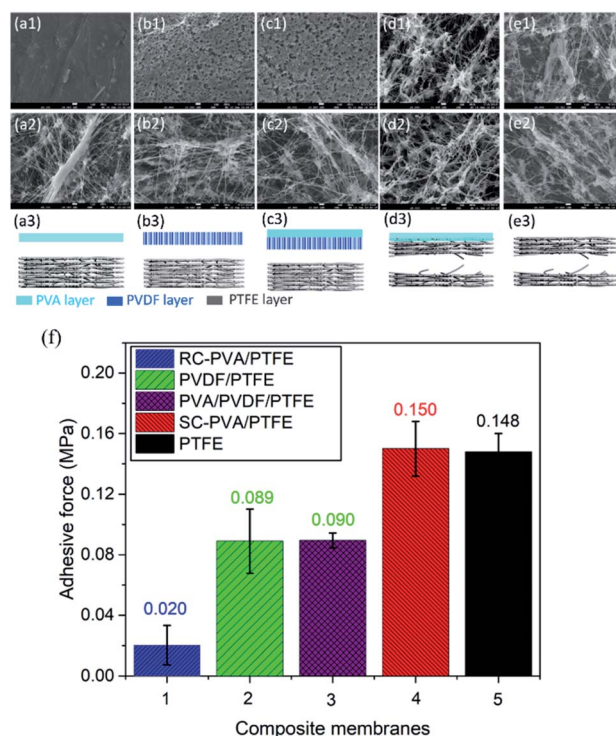 (a1) (b1) (c1) (d1) (e1)
(a2) (b2) (c2) (d2) (e2)
(a3) (b3) (c3) (d3) (e3)
PVA layer PVDF layer PTFE layer
(f)
RC-PVA/PTFE
PVDF/PTFE
PVA/PVDF/PTFE
SC-PVA/PTFE
PTFE
0.20
0.16
0.12
0.08
0.04
0.00
Adhesive force (MPa)
0.020
0.089
0.090
0.150
0.148
1 2 3 4 5
Composite membranes